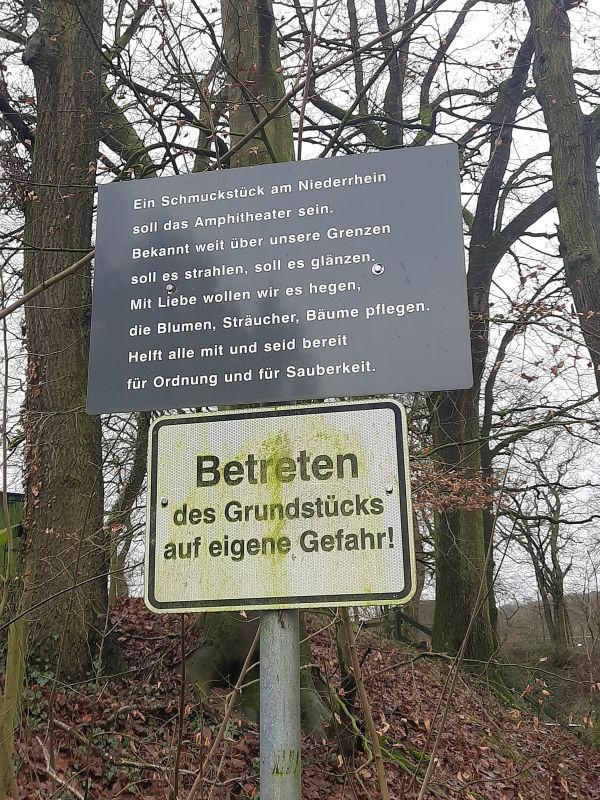 Ein Schmuckstück am Niederrhein
soll das Amphitheater sein.
Bekannt weit über unsere Grenzen
soll es strahlen, soll es glänzen.
Mit Liebe wollen wir es hegen,
die Blumen, Sträucher, Bäume pflegen.
Helft alle mit und seid bereit
für Ordnung und für Sauberkeit.
Betreten
des Grundstücks
auf eigene Gefahr!